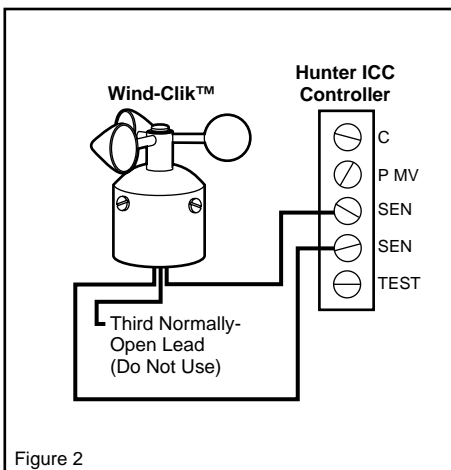 Hunter ICC
Controller
Wind-Clik™
C
P MV
SEN
SEN
TEST
Third Normally-
Open Lead
(Do Not Use)
Figure 2